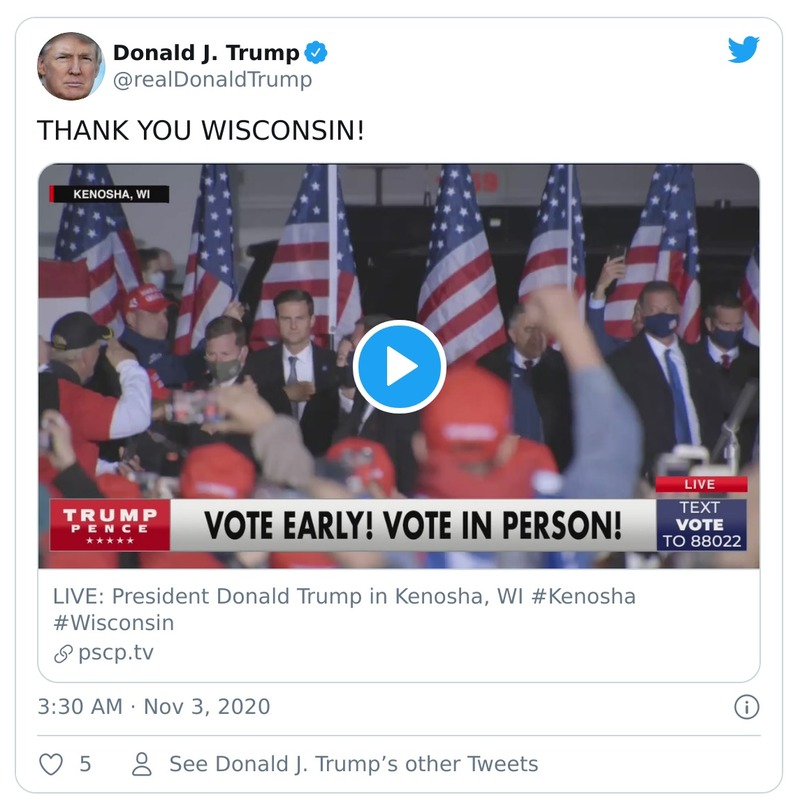 Donald J. Trump
@realDonaldTrump
THANK YOU WISCONSIN!
KENOSHA, WI
LIVE
TRUMP
PENCE
VOTE EARLY! VOTE IN PERSON!
TEXT
VOTE
TO 88022
LIVE: President Donald Trump in Kenosha, WI #Kenosha
#Wisconsin
pscp.tv
3:30 AM · Nov 3, 2020
5
See Donald J. Trump’s other Tweets